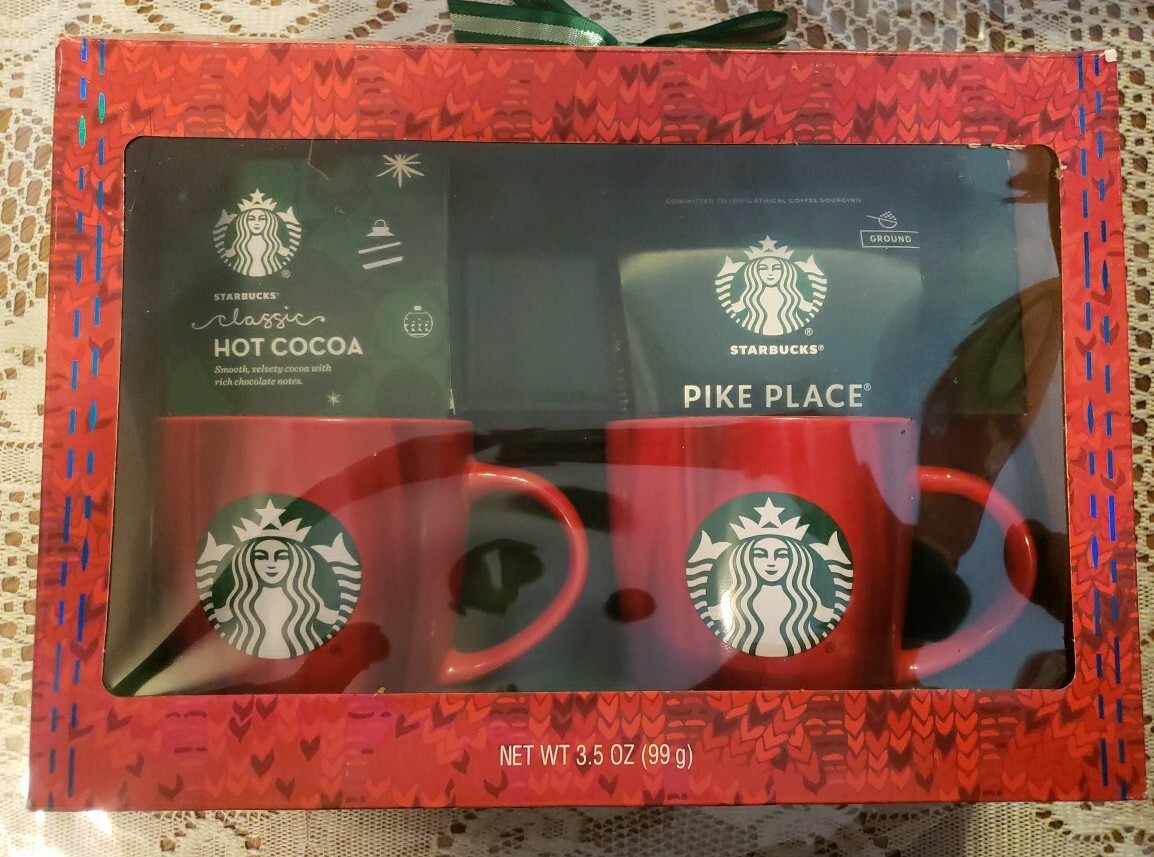 STARBUCKS®
classic
HOT COCOA
Smooth, velvety cocoa with
rich chocolate notes.
COMMITTED TO 100% ETHICAL COFFEE SOURCING
GROUND
STARBUCKS®
PIKE PLACE®
NET WT 3.5 OZ (99 g)